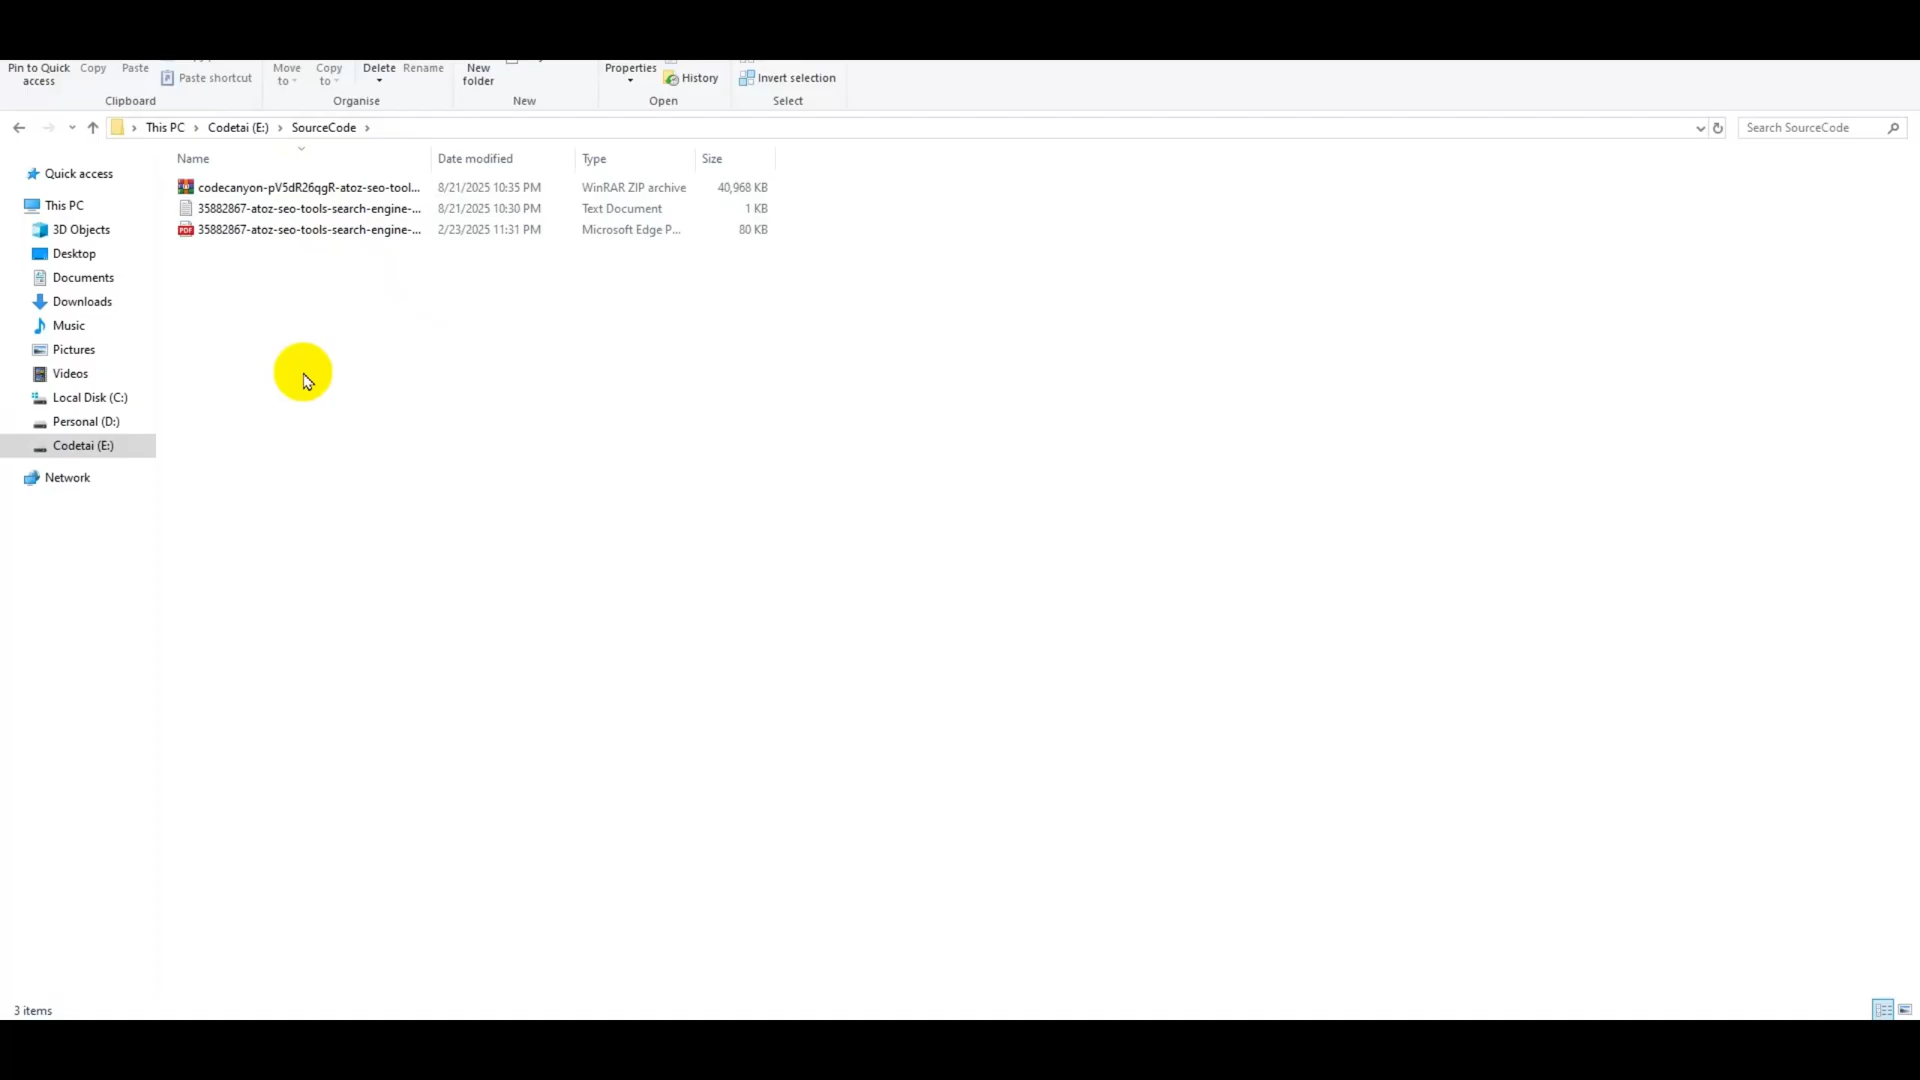 Pin to Quick access
Copy
Paste
Paste shortcut
Move to
Copy to
Delete
Rename
New folder
Properties
History
Invert selection
Clipboard
Organise
New
Open
Select
This PC > Codetai (E:) > SourceCode >
Search SourceCode
Name
Date modified
Type
Size
codecanyon-pV5dR26qgR-atoz-seo-tool... 8/21/2025 10:35 PM WinRAR ZIP archive 40,968 KB
35882867-atoz-seo-tools-search-engine-... 8/21/2025 10:30 PM Text Document 1 KB
35882867-atoz-seo-tools-search-engine-... 2/23/2025 11:31 PM Microsoft Edge P... 80 KB
Quick access
This PC
3D Objects
Desktop
Documents
Downloads
Music
Pictures
Videos
Local Disk (C:)
Personal (D:)
Codetai (E:)
Network
3 items